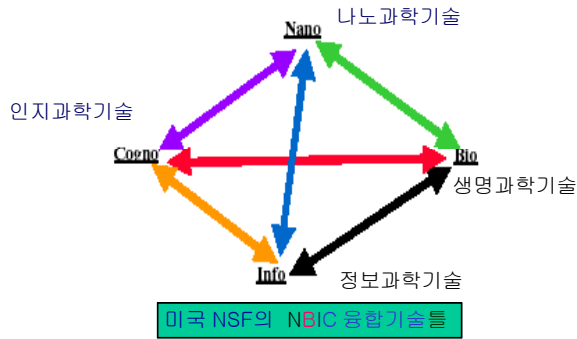 나노과학기술
Nano
인지과학기술
Cogno
Bio
생명과학기술
Info
정보과학기술
미국 NSF의 NBIC 융합기술틀